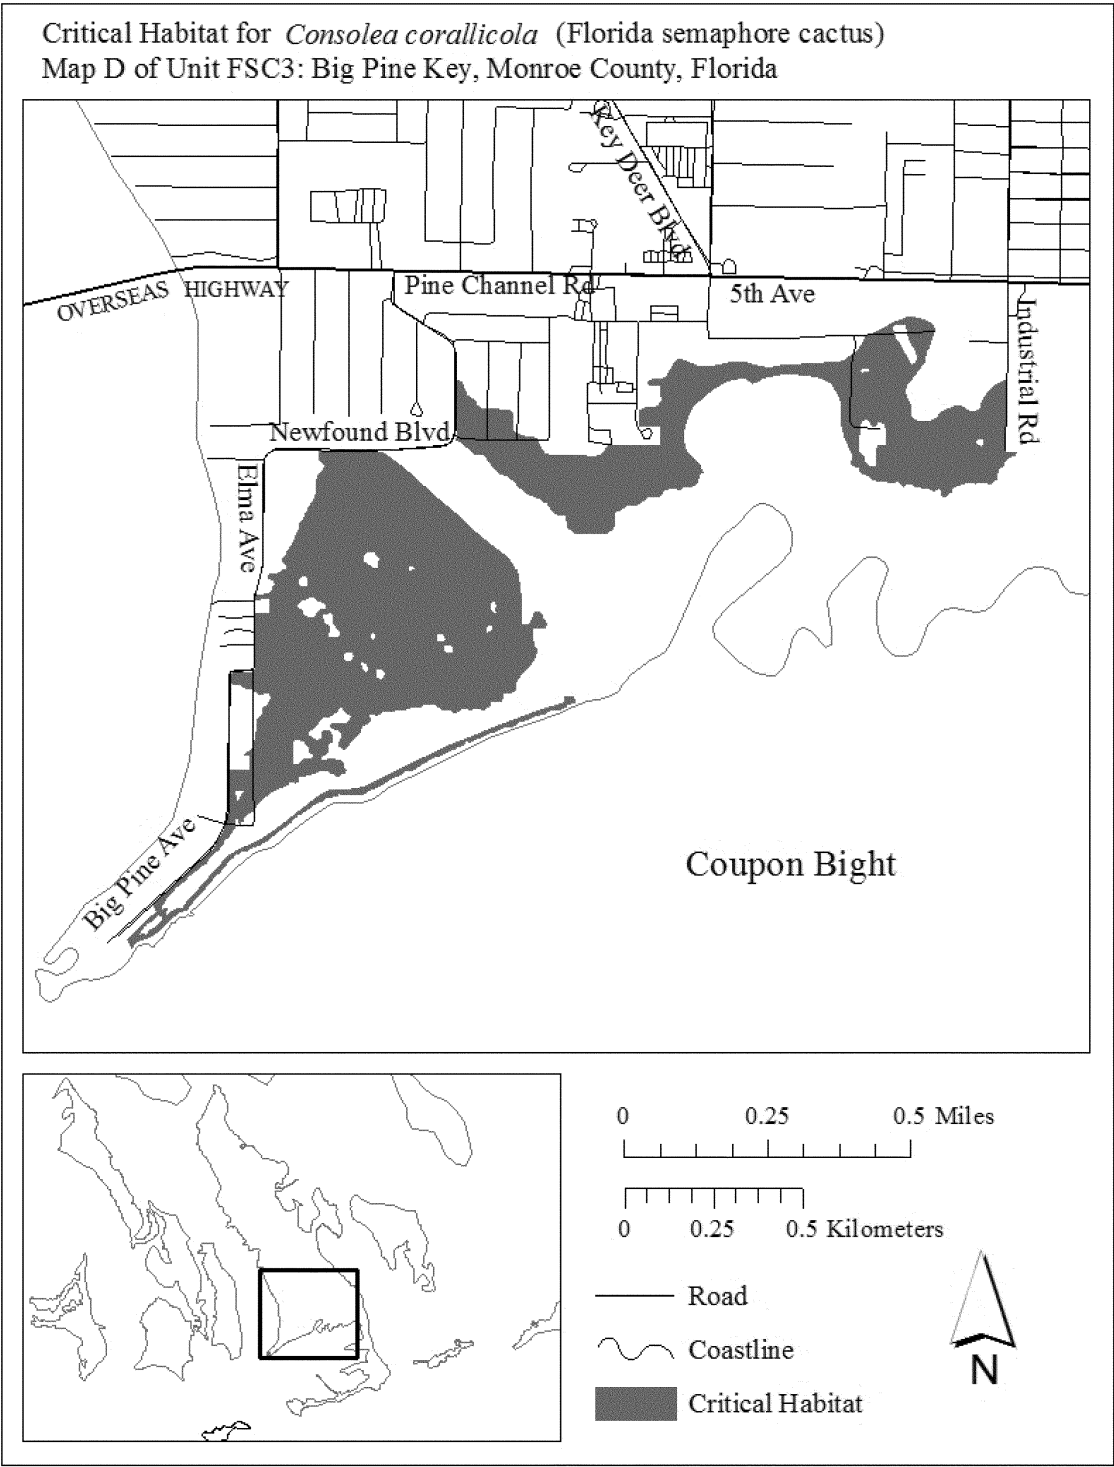 Critical Habitat for Consolea corallicola (Florida semaphore cactus)
Map D of Unit FSC3: Big Pine Key, Monroe County, Florida
Key Deer Blvd
OVERSEAS HIGHWAY
Pine Channel Rd
5th Ave
Industrial Rd
Newfound Blvd
Elma Ave
Big Pine Ave
Coupon Bight
0 0.25 0.5 Miles
0 0.25 0.5 Kilometers
Road
Coastline
Critical Habitat
N